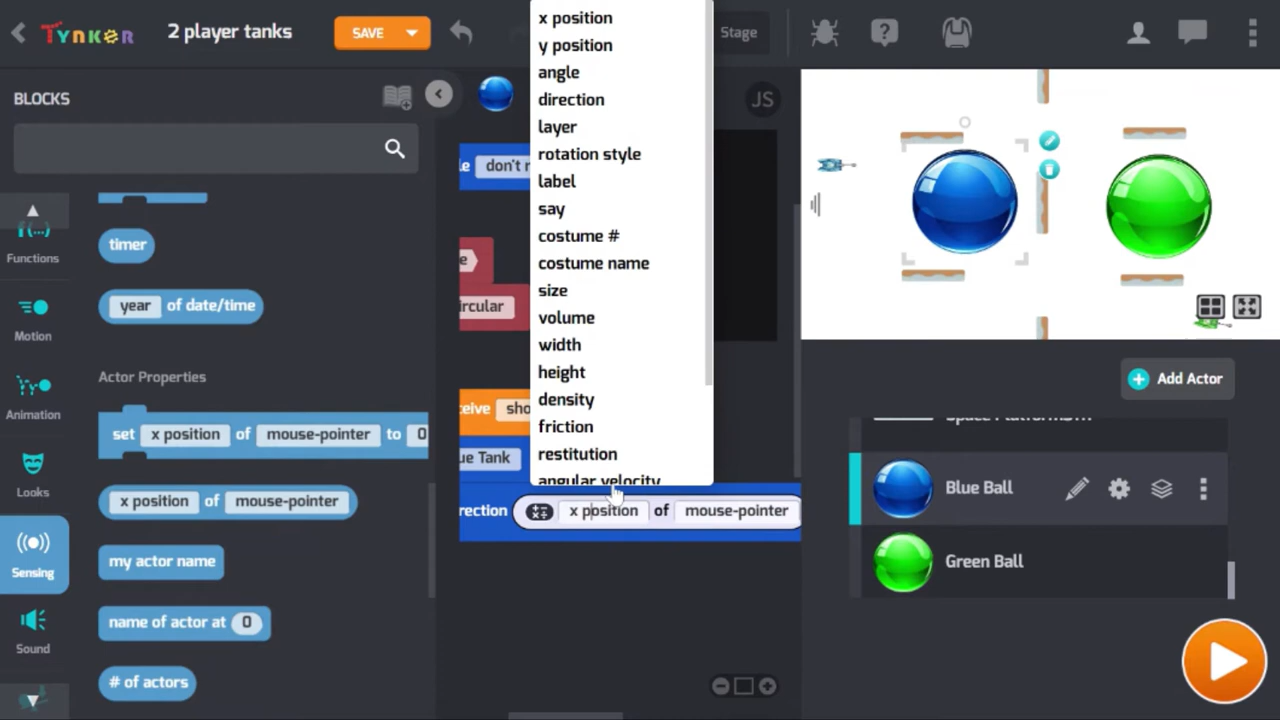 TYNKER
2 player tanks
SAVE
Stage
BLOCKS
JS
Functions
Motion
Animation
Looks
Sensing
Sound
timer
year of date/time
Actor Properties
set x position of mouse-pointer to 0
x position of mouse-pointer
my actor name
name of actor at 0
# of actors
don't r
ircular
eive sho
ue Tank
rection x position of mouse-pointer
x position
y position
angle
direction
layer
rotation style
label
say
costume #
costume name
size
volume
width
height
density
friction
restitution
angular velocity
Add Actor
Blue Ball
Green Ball